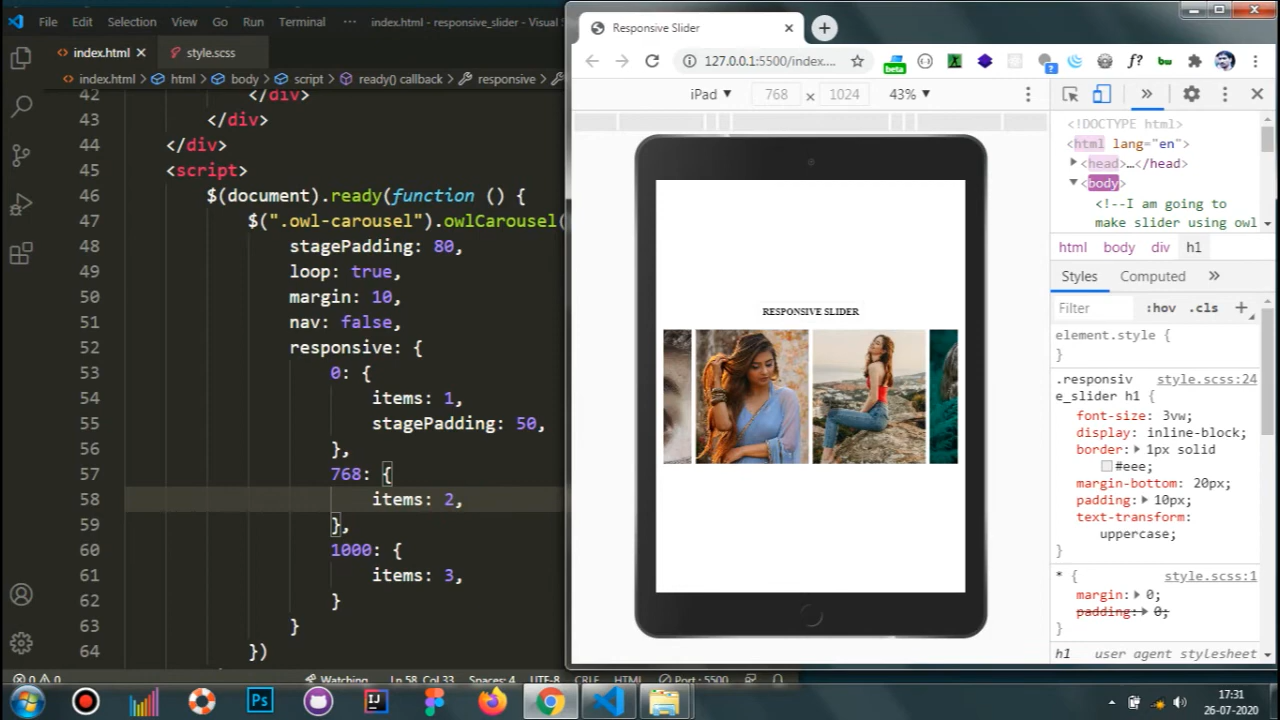 File Edit Selection View Go Run Terminal ··· index.html - responsive_slider - Visual S
index.html × style.scss
index.html > html > body > script > ready() callback > responsive >
42 </div>
43 </div>
44 </div>
45 <script>
46 $(document).ready(function () {
47 $(".owl-carousel").owlCarousel(
48 stagePadding: 80,
49 loop: true,
50 margin: 10,
51 nav: false,
52 responsive: {
53 0: {
54 items: 1,
55 stagePadding: 50,
56 },
57 768: {
58 items: 2,
59 },
60 1000: {
61 items: 3,
62 }
63 }
64 })
0 0 Watching Ln 58, Col 33 Spaces: 4 UTF-8 CRLF HTML Port : 5500
Responsive Slider
127.0.0.1:5500/index....
beta
f?
bw
iPad 768 × 1024 43%
RESPONSIVE SLIDER
<!DOCTYPE html>
<html lang="en">
<head>…</head>
<body>
<!--I am going to
make slider using owl
html body div h1
Styles Computed »
Filter :hov .cls +
element.style {
}
.responsiv style.scss:24
e_slider h1 {
font-size: 3vw;
display: inline-block;
border: 1px solid
#eee;
margin-bottom: 20px;
padding: 10px;
text-transform:
uppercase;
}
* { style.scss:1
margin: 0;
padding: 0;
}
h1 user agent stylesheet
Ps
17:31
26-07-2020